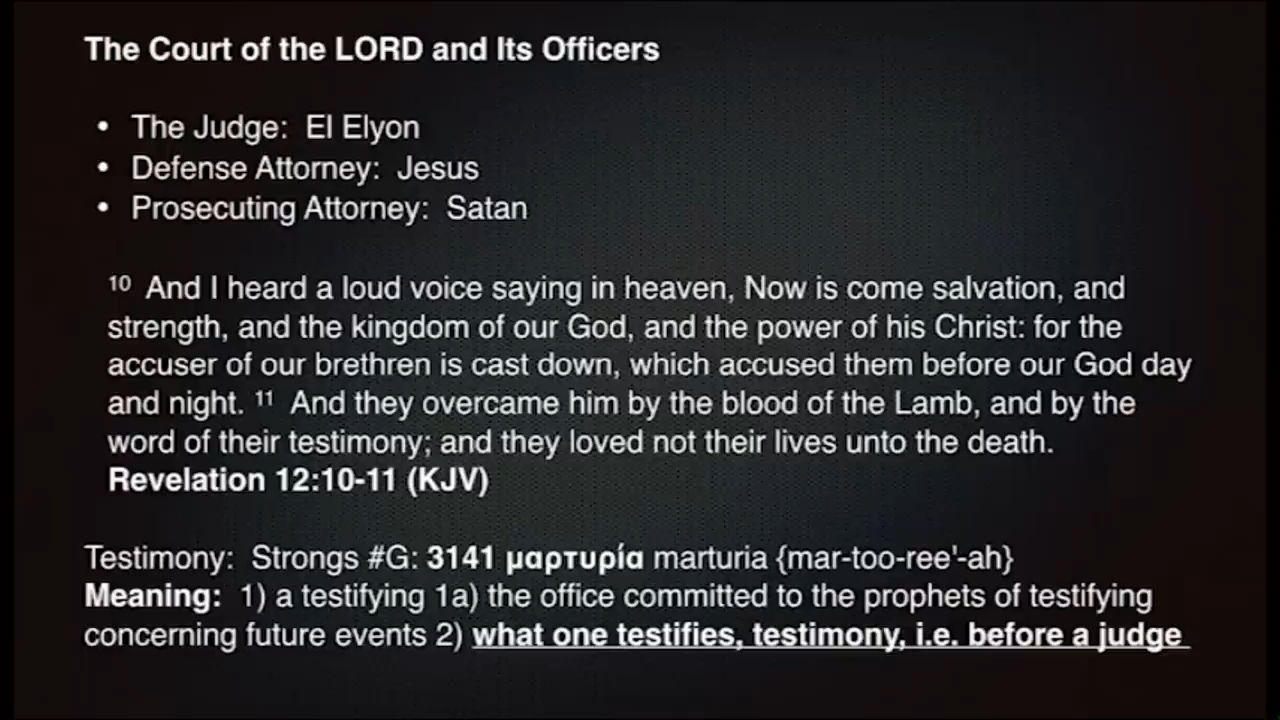 The Court of the LORD and Its Officers
• The Judge:  El Elyon
• Defense Attorney:  Jesus
• Prosecuting Attorney:  Satan
¹⁰ And I heard a loud voice saying in heaven, Now is come salvation, and
strength, and the kingdom of our God, and the power of his Christ: for the
accuser of our brethren is cast down, which accused them before our God day
and night. ¹¹ And they overcame him by the blood of the Lamb, and by the
word of their testimony; and they loved not their lives unto the death.
Revelation 12:10-11 (KJV)
Testimony:  Strongs #G: 3141 μαρτυρία marturia {mar-too-ree'-ah}
Meaning:  1) a testifying 1a) the office committed to the prophets of testifying
concerning future events 2) what one testifies, testimony, i.e. before a judge